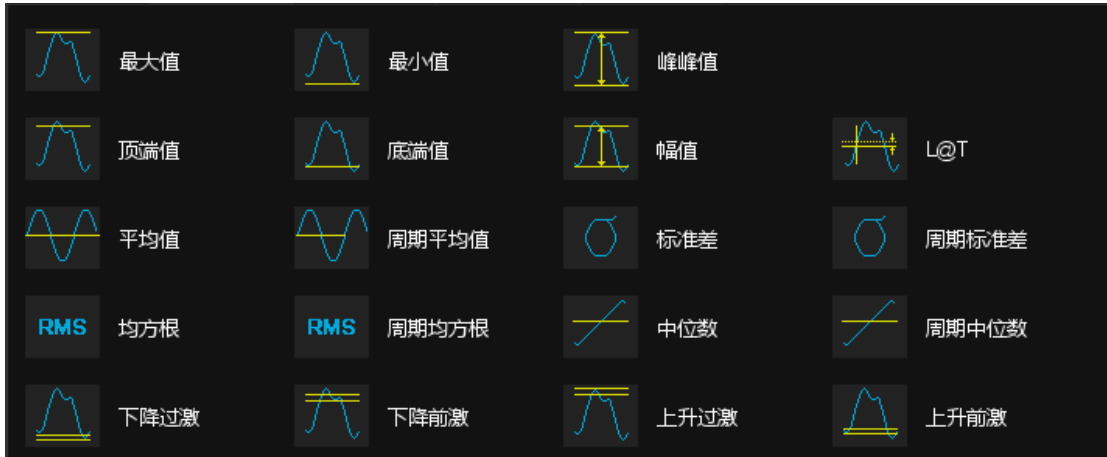 最大值 最小值 峰峰值
顶端值 底端值 幅值 L@T
平均值 周期平均值 标准差 周期标准差
RMS 均方根 RMS 周期均方根 中位数 周期中位数
下降过激 下降前激 上升过激 上升前激